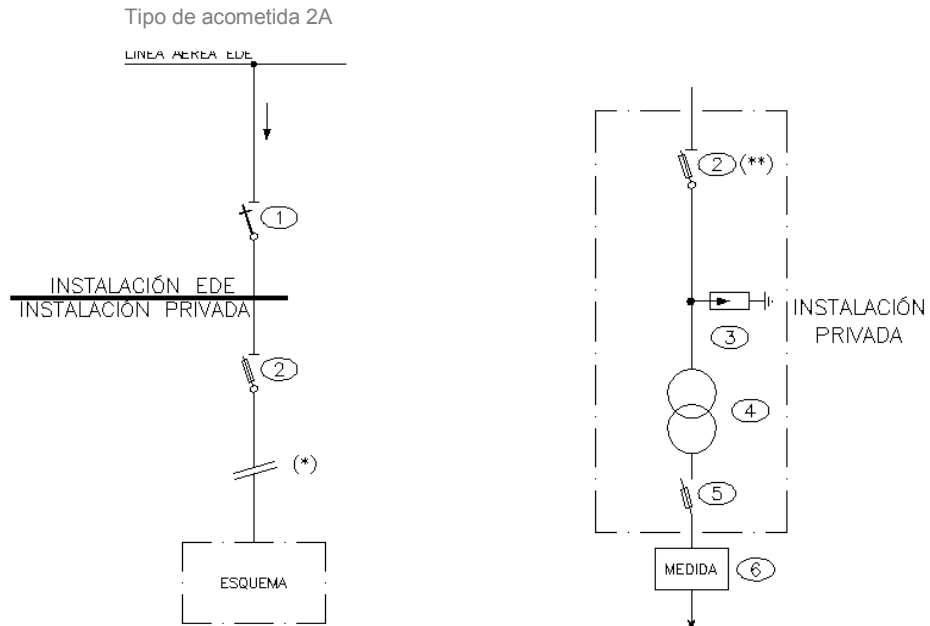 Tipo de acometida 2A
LINEA AEREA EDE
1
INSTALACIÓN EDE
INSTALACIÓN PRIVADA
2
(*)
ESQUEMA
2 (**)
3
INSTALACIÓN
PRIVADA
4
5
MEDIDA 6